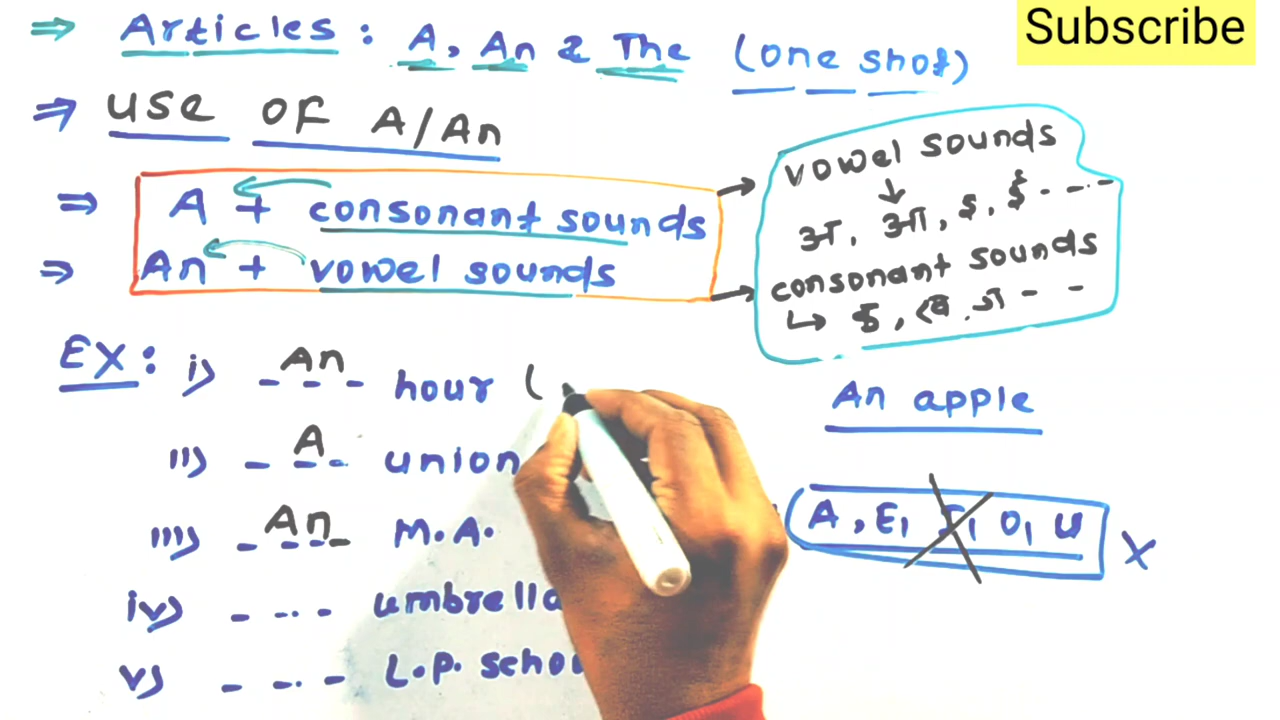 Subscribe
⇒ Articles: A, An & The (one shot)
⇒ use of A/An
⇒ A + consonant sounds
⇒ An + vowel sounds
vowel sounds
↓
अ, आ, इ, ई - - -
consonant sounds
↳ क, ख, ग - -
Ex: i) - An - hour (
ii) - A - union
iii) - An - M.A.
iv) - - - umbrella
v) - - - L.P. schoo
An apple
(A, E, I, O, U X